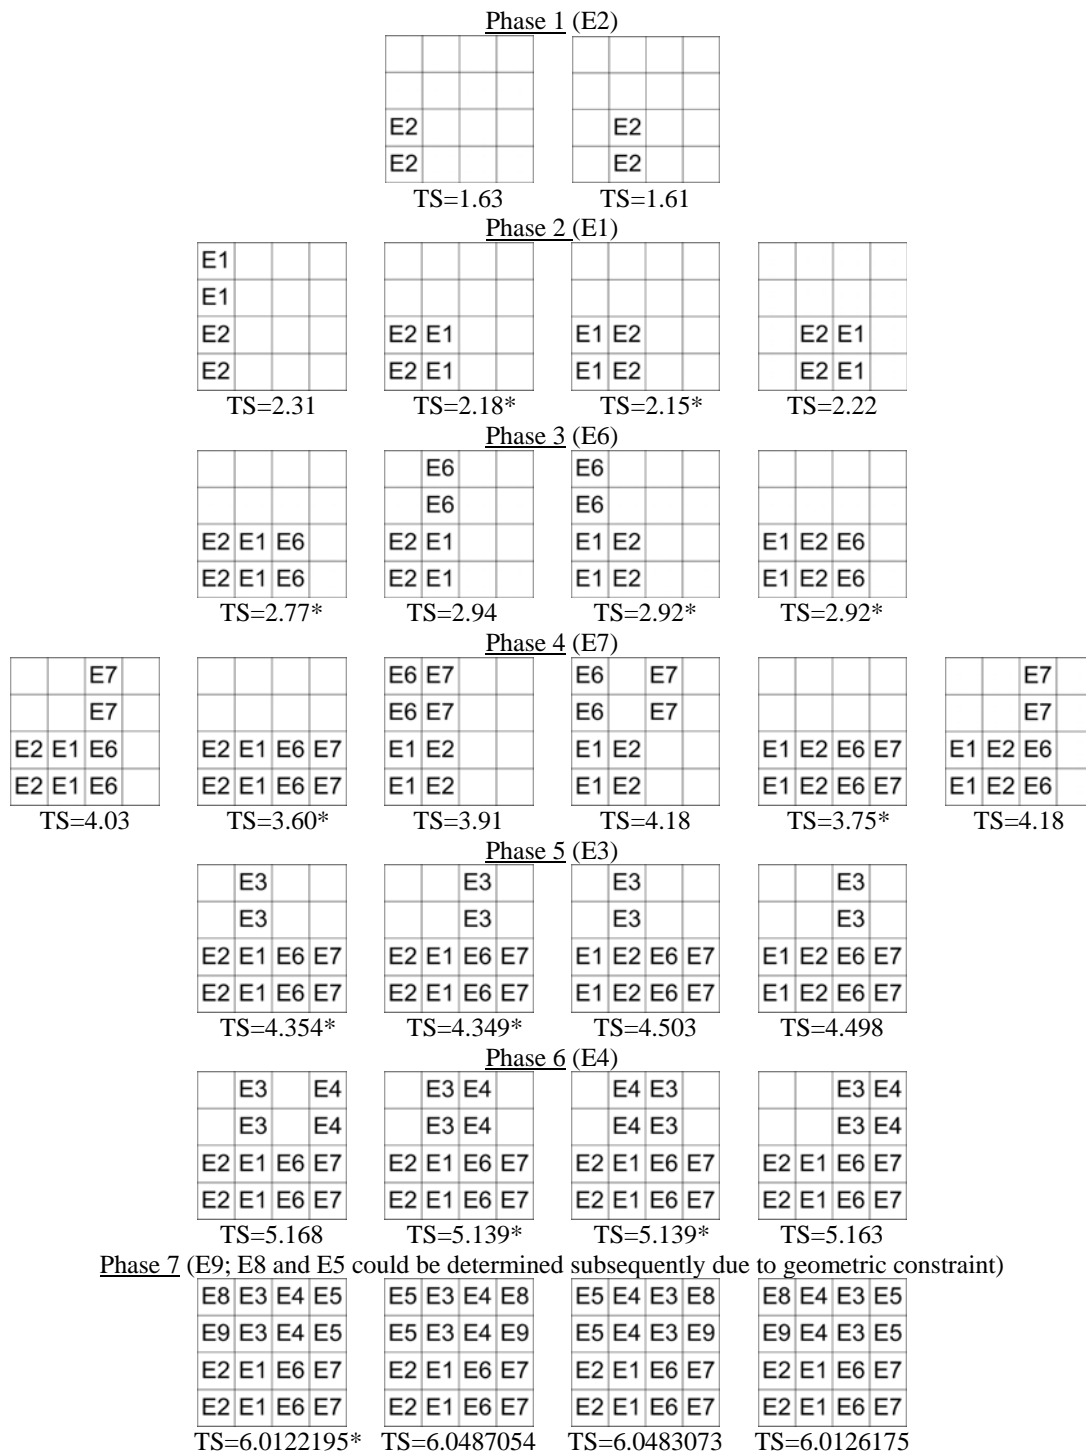 Phase 1 (E2)
E2 E2
E2 E2
TS=1.63 TS=1.61
Phase 2 (E1)
E1
E1
E2 E2 E1 E1 E2 E2 E1
E2 E2 E1 E1 E2 E2 E1
TS=2.31 TS=2.18* TS=2.15* TS=2.22
Phase 3 (E6)
E6 E6
E6 E6
E2 E1 E6 E2 E1 E1 E2 E1 E2 E6
E2 E1 E6 E2 E1 E1 E2 E1 E2 E6
TS=2.77* TS=2.94 TS=2.92* TS=2.92*
Phase 4 (E7)
E7 E6 E7 E6 E7 E7
E7 E6 E7 E6 E7 E7
E2 E1 E6 E2 E1 E6 E7 E1 E2 E1 E2 E1 E2 E6 E7 E1 E2 E6
E2 E1 E6 E2 E1 E6 E7 E1 E2 E1 E2 E1 E2 E6 E7 E1 E2 E6
TS=4.03 TS=3.60* TS=3.91 TS=4.18 TS=3.75* TS=4.18
Phase 5 (E3)
E3 E3 E3 E3
E3 E3 E3 E3
E2 E1 E6 E7 E2 E1 E6 E7 E1 E2 E6 E7 E1 E2 E6 E7
E2 E1 E6 E7 E2 E1 E6 E7 E1 E2 E6 E7 E1 E2 E6 E7
TS=4.354* TS=4.349* TS=4.503 TS=4.498
Phase 6 (E4)
E3 E4 E3 E4 E4 E3 E3 E4
E3 E4 E3 E4 E4 E3 E3 E4
E2 E1 E6 E7 E2 E1 E6 E7 E2 E1 E6 E7 E2 E1 E6 E7
E2 E1 E6 E7 E2 E1 E6 E7 E2 E1 E6 E7 E2 E1 E6 E7
TS=5.168 TS=5.139* TS=5.139* TS=5.163
Phase 7 (E9; E8 and E5 could be determined subsequently due to geometric constraint)
E8 E3 E4 E5 E5 E3 E4 E8 E5 E4 E3 E8 E8 E4 E3 E5
E9 E3 E4 E5 E5 E3 E4 E9 E5 E4 E3 E9 E9 E4 E3 E5
E2 E1 E6 E7 E2 E1 E6 E7 E2 E1 E6 E7 E2 E1 E6 E7
E2 E1 E6 E7 E2 E1 E6 E7 E2 E1 E6 E7 E2 E1 E6 E7
TS=6.0122195* TS=6.0487054 TS=6.0483073 TS=6.0126175